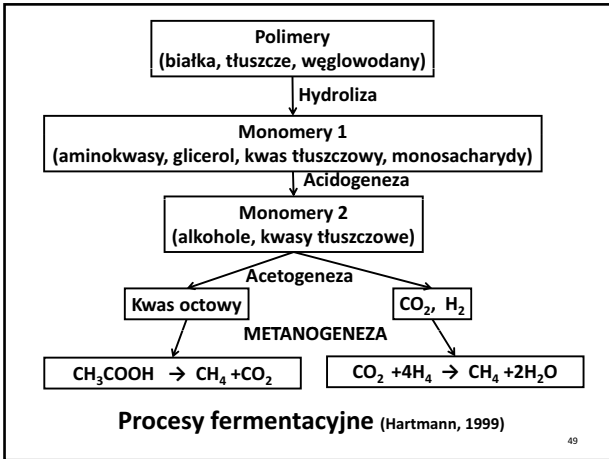 Polimery
(białka, tłuszcze, węglowodany)
Hydroliza
Monomery 1
(aminokwasy, glicerol, kwas tłuszczowy, monosacharydy)
Acidogeneza
Monomery 2
(alkohole, kwasy tłuszczowe)
Acetogeneza
Kwas octowy
CO₂, H₂
METANOGENEZA
CH₃COOH → CH₄ +CO₂
CO₂ +4H₄ → CH₄ +2H₂O
Procesy fermentacyjne (Hartmann, 1999)
49